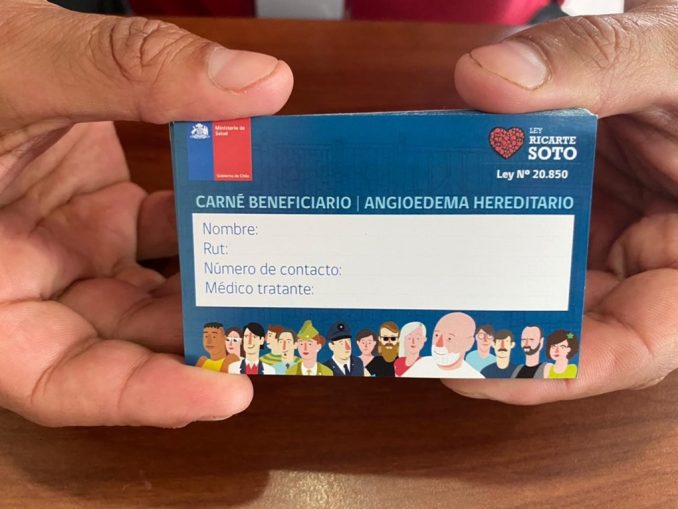 Ministerio de
Salud
Gobierno de Chile
LEY
RICARTE
SOTO
Ley Nº 20.850
CARNÉ BENEFICIARIO | ANGIOEDEMA HEREDITARIO
Nombre:
Rut:
Número de contacto:
Médico tratante: